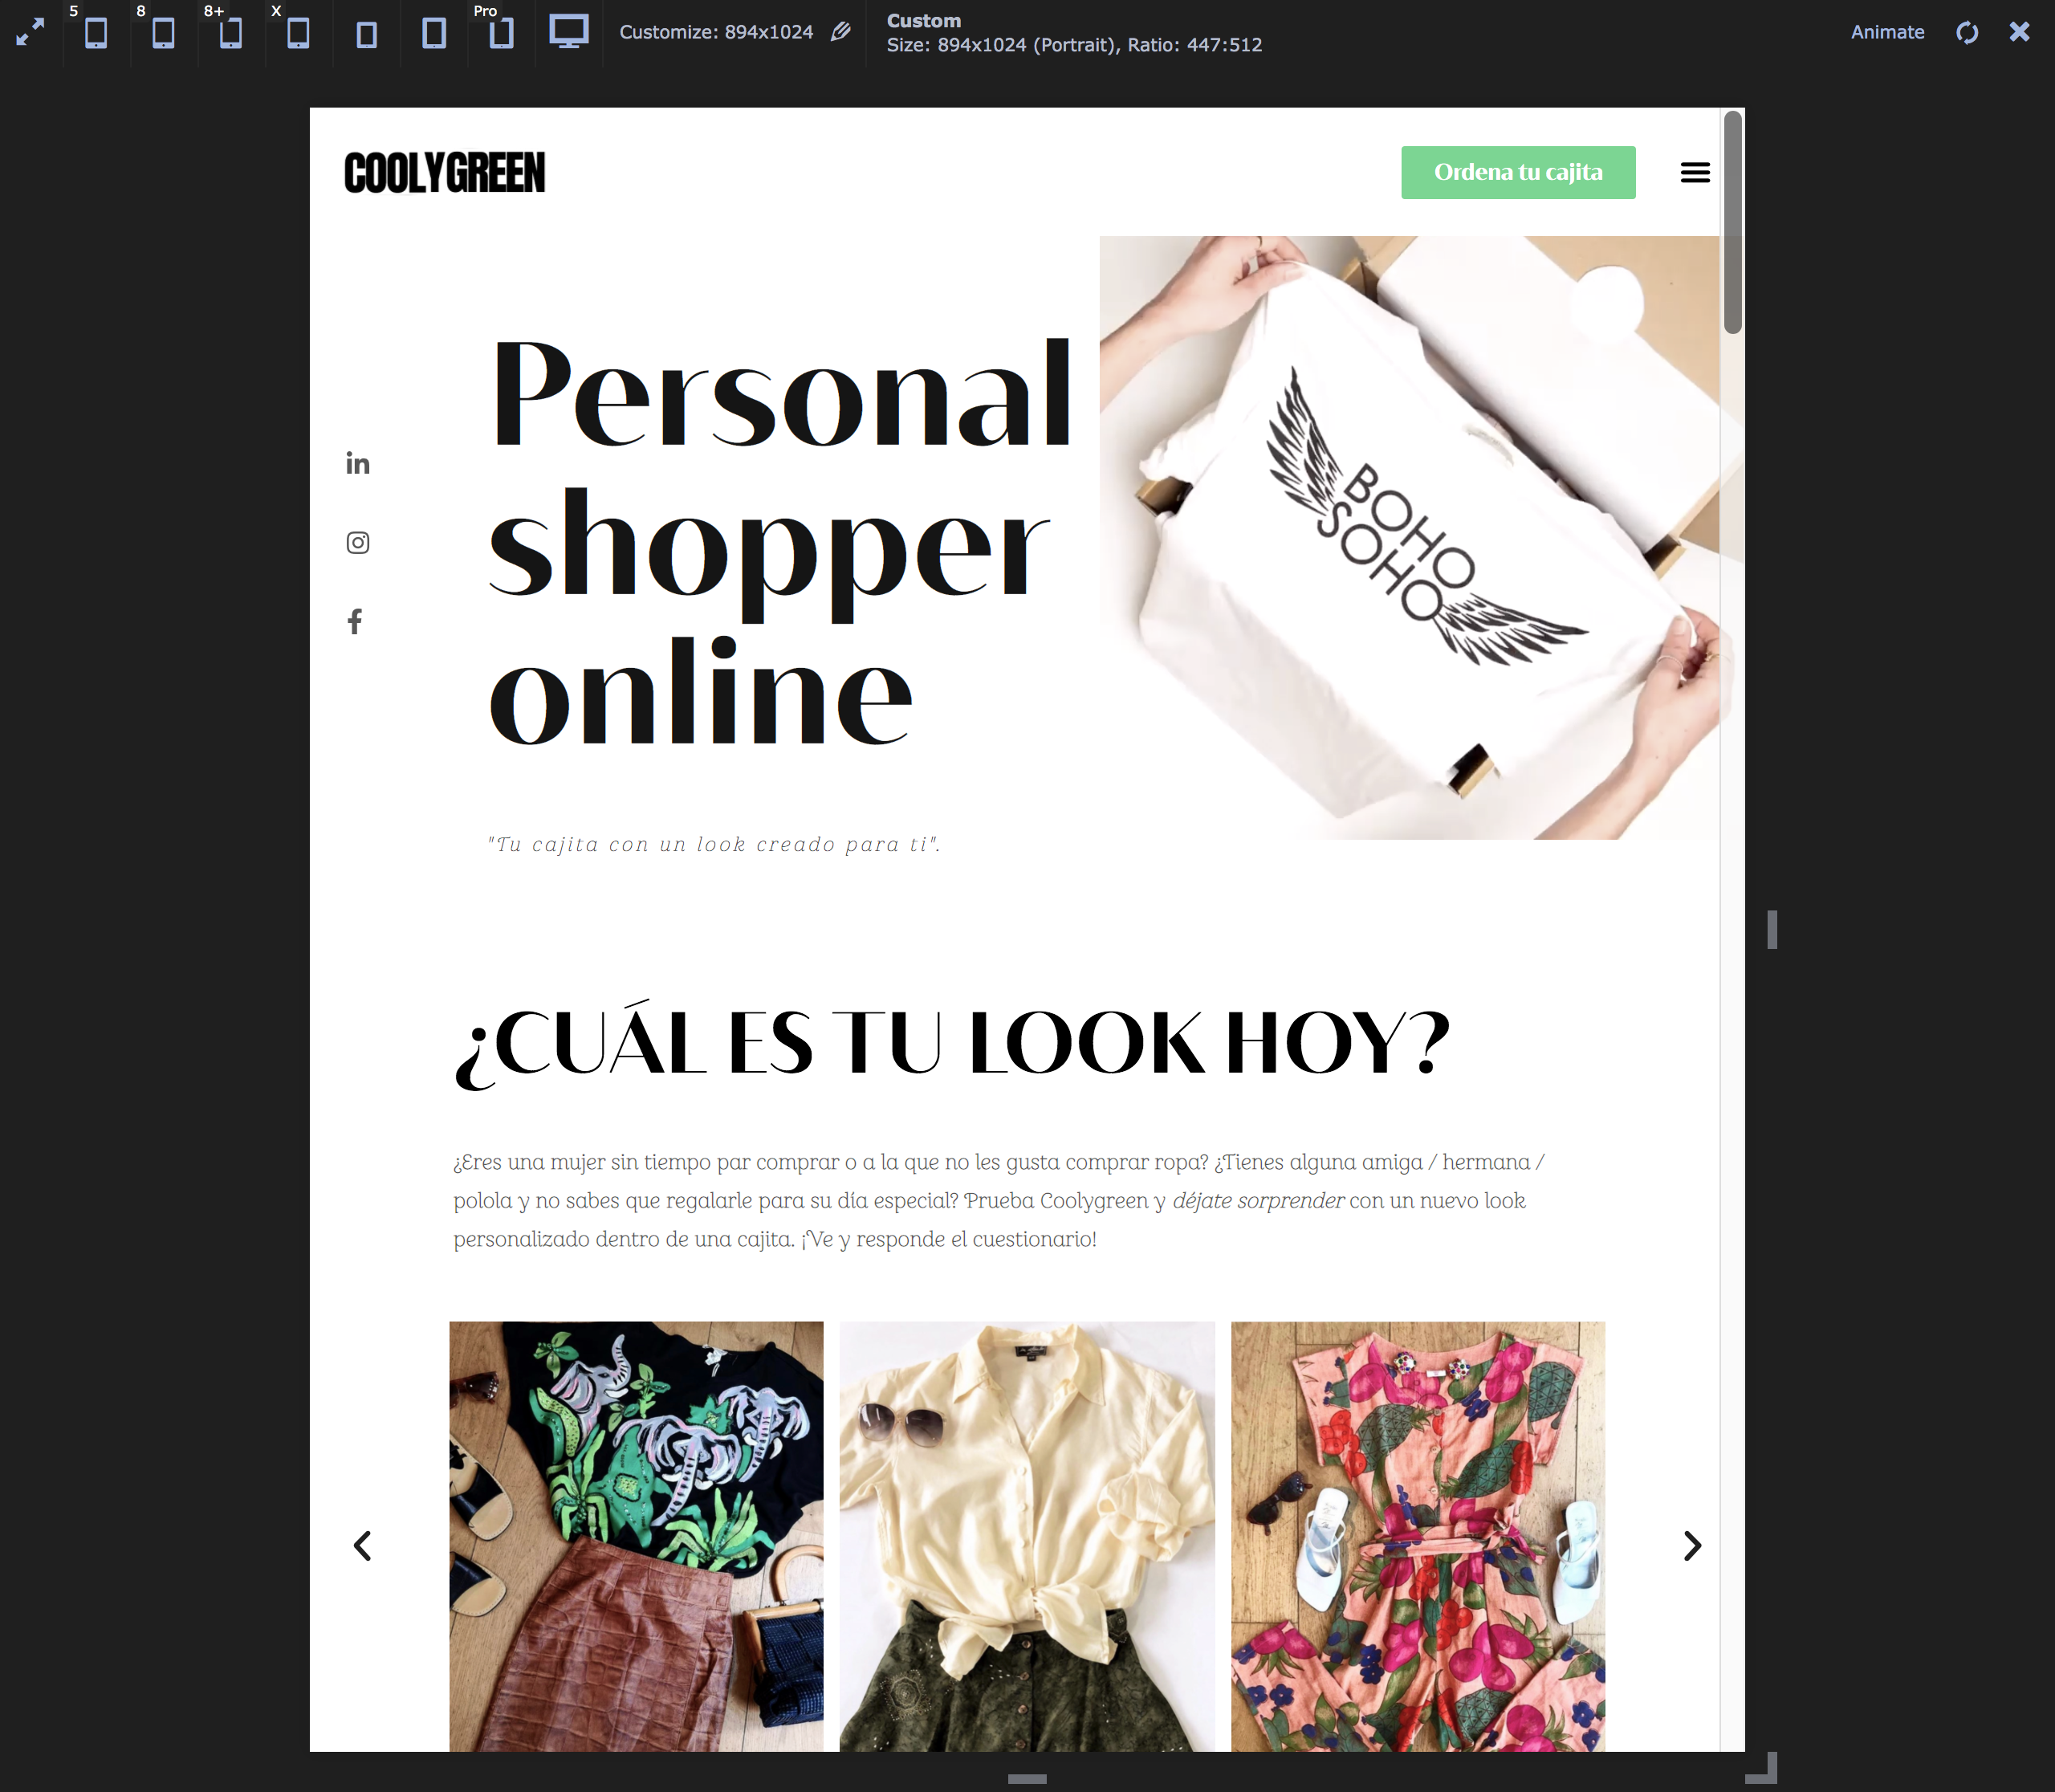 5 8 8+ X Pro
Customize: 894x1024
Custom
Size: 894x1024 (Portrait), Ratio: 447:512
Animate
COOLYGREEN
Ordena tu cajita
Personal
shopper
online
BOHO
SOHO
"Tu cajita con un look creado para ti".
¿CUÁL ES TU LOOK HOY?
¿Eres una mujer sin tiempo par comprar o a la que no les gusta comprar ropa? ¿Tienes alguna amiga / hermana /
polola y no sabes que regalarle para su día especial? Prueba Coolygreen y déjate sorprender con un nuevo look
personalizado dentro de una cajita. ¡Ve y responde el cuestionario!